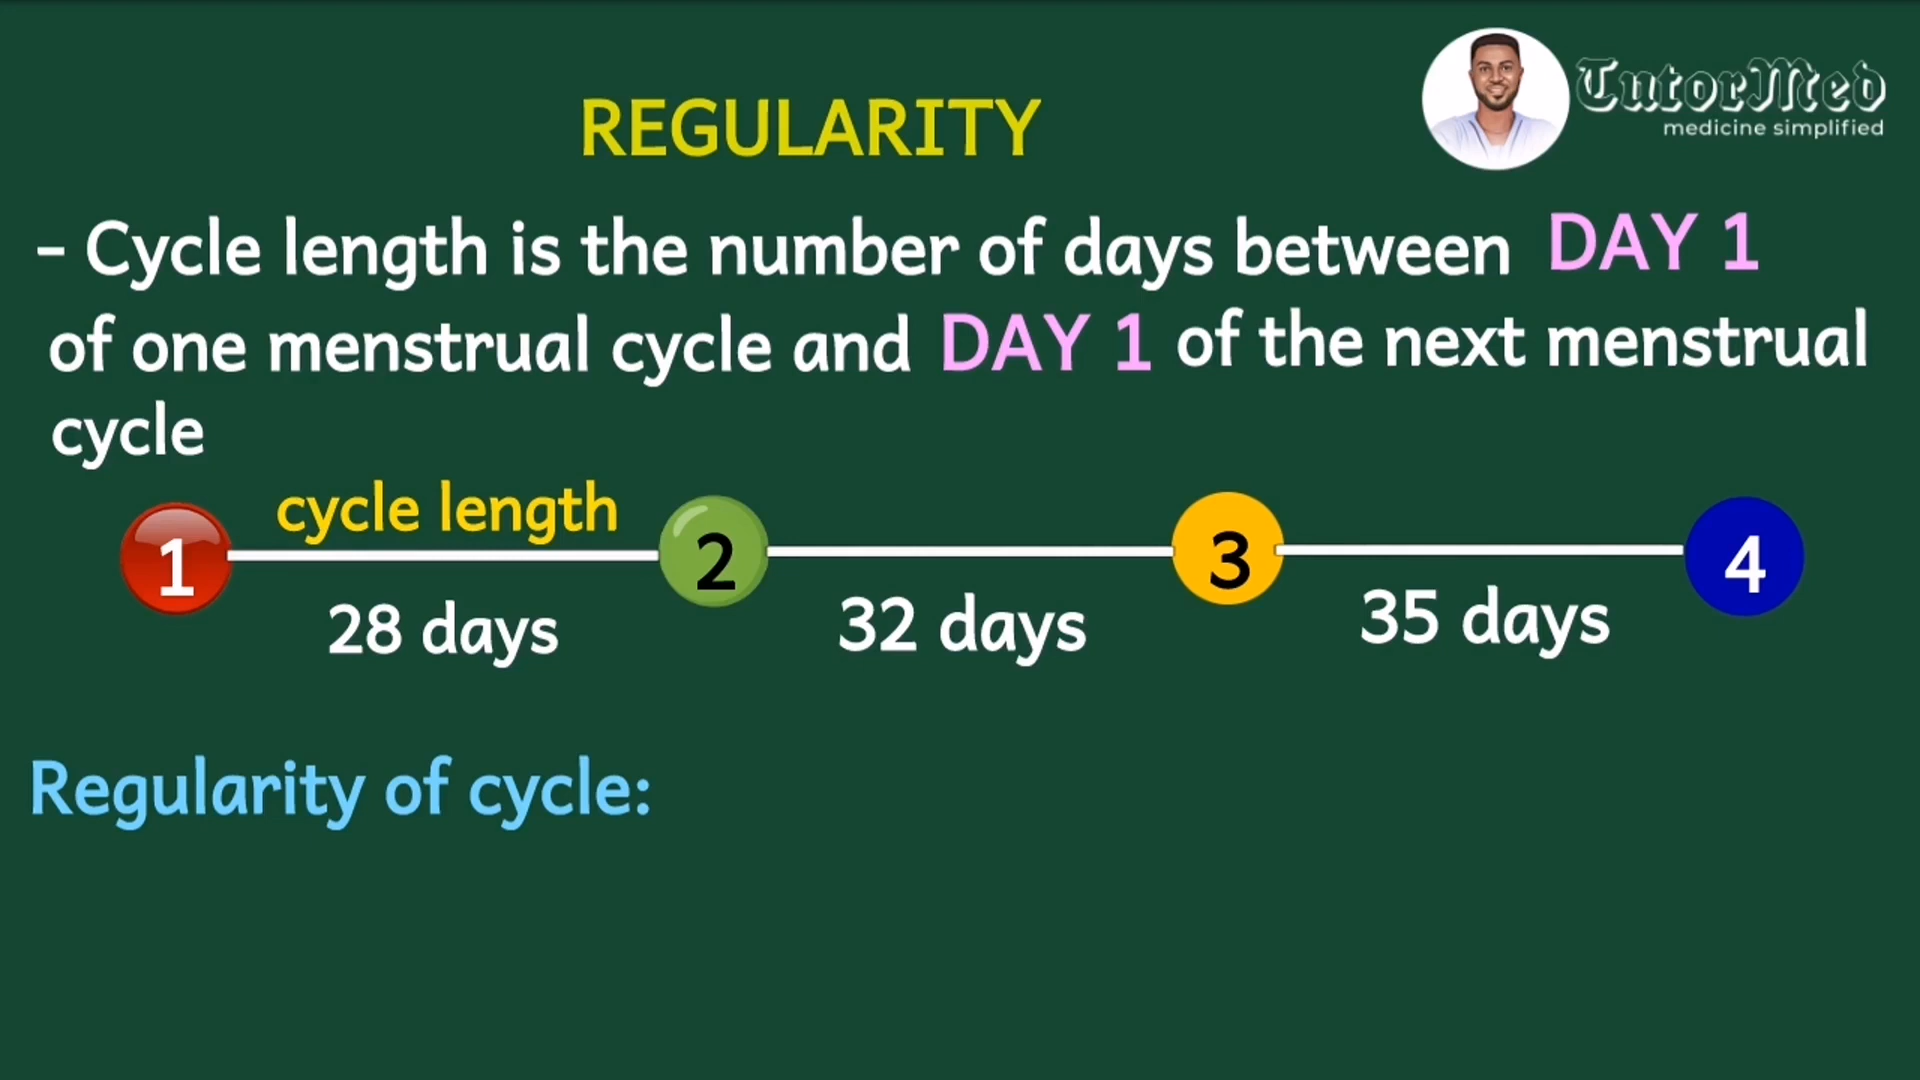 TutorMed
medicine simplified
REGULARITY
- Cycle length is the number of days between DAY 1
of one menstrual cycle and DAY 1 of the next menstrual
cycle
cycle length
1 2 3 4
28 days 32 days 35 days
Regularity of cycle: